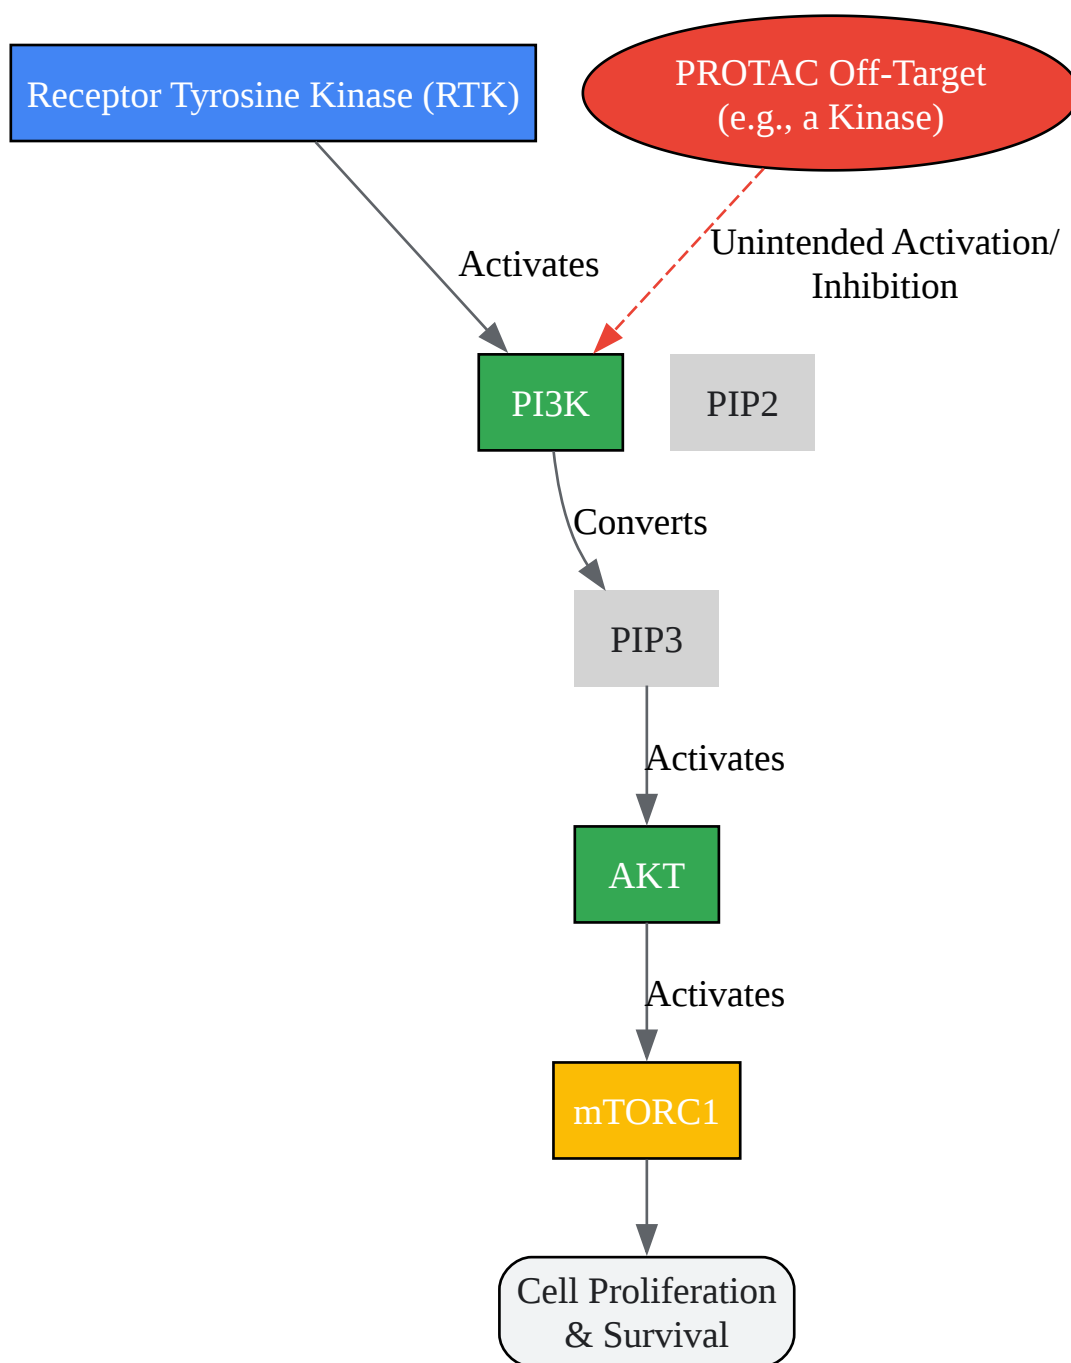 Receptor Tyrosine Kinase (RTK)
PROTAC Off-Target
(e.g., a Kinase)
Activates
Unintended Activation/
Inhibition
PI3K
PIP2
Converts
PIP3
Activates
AKT
Activates
mTORC1
Cell Proliferation
& Survival